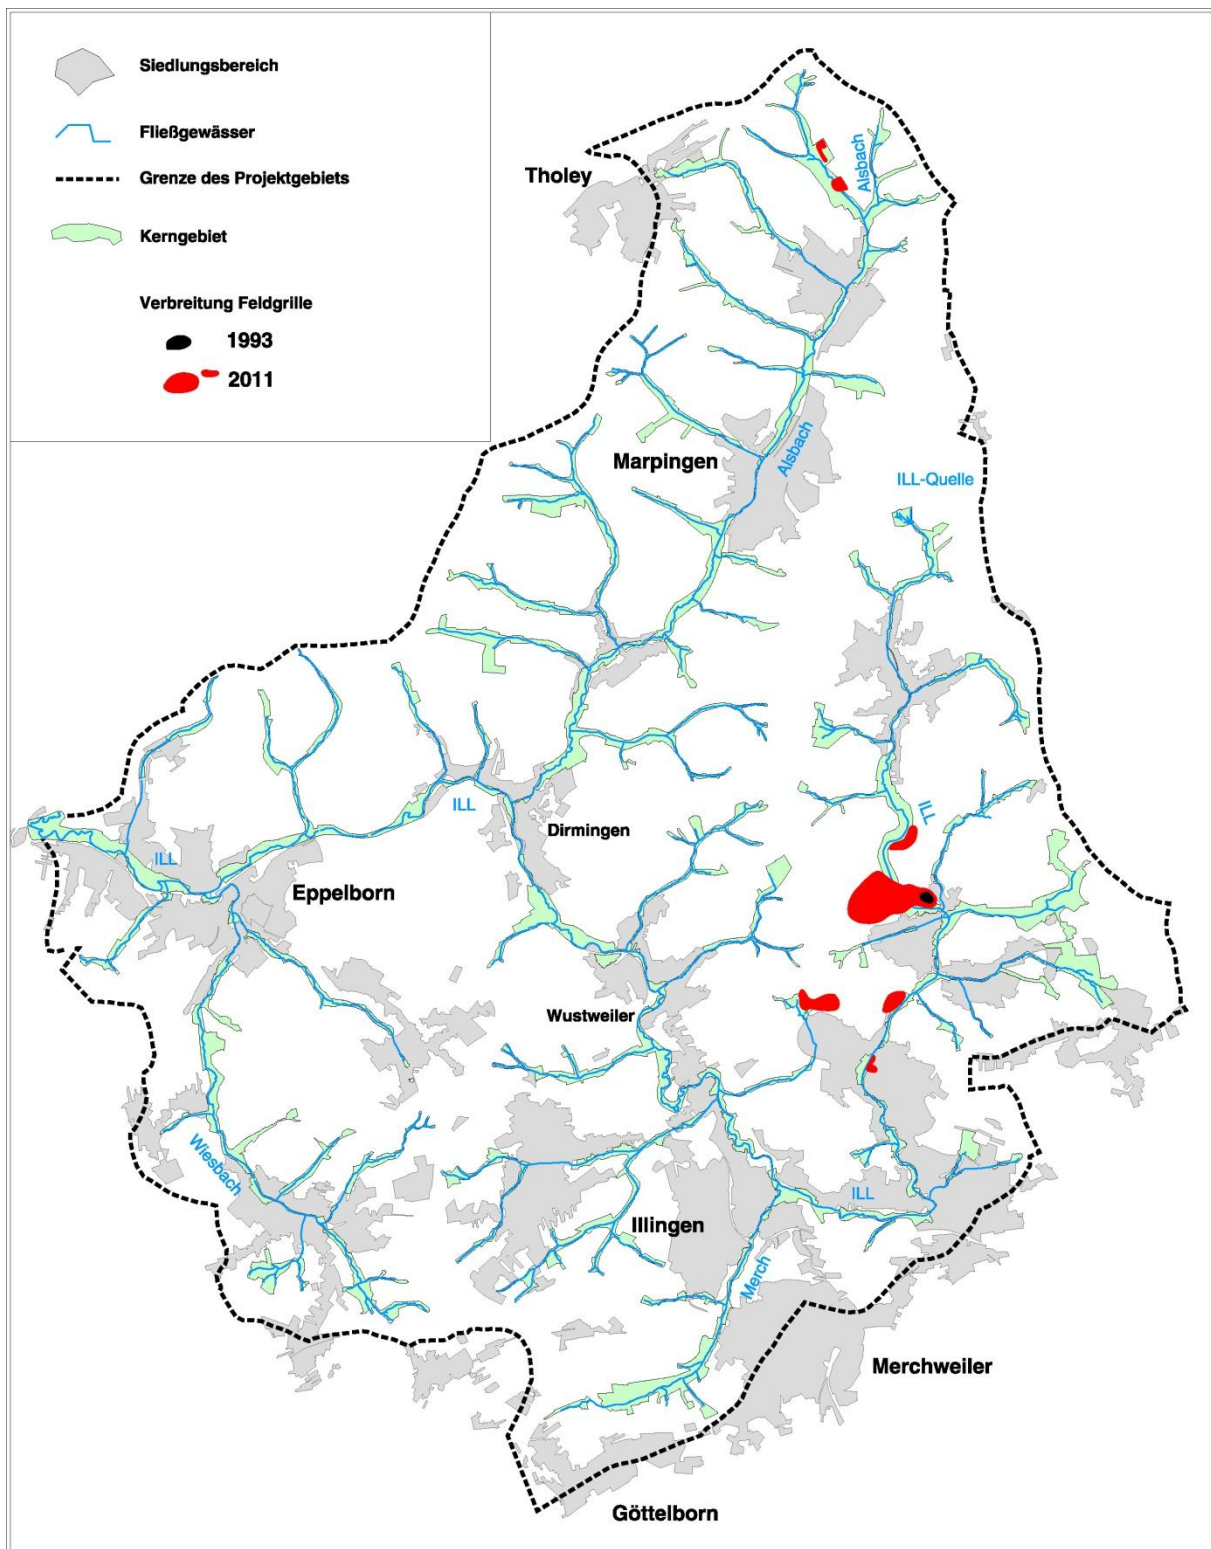 Siedlungsbereich
Fließgewässer
Grenze des Projektgebiets
Kerngebiet
Verbreitung Feldgrille
1993
2011
Tholey
Alsbach
Marpingen
Alsbach
ILL-Quelle
ILL
ILL
Dirmingen
ILL
Eppelborn
Wustweiler
Wiesbach
ILL
Illingen
Merch
Merchweiler
Göttelborn